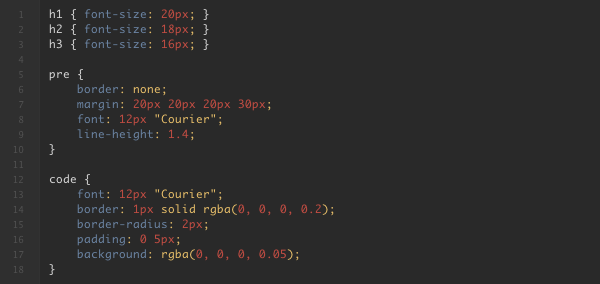 1 h1 { font-size: 20px; }
2 h2 { font-size: 18px; }
3 h3 { font-size: 16px; }
4
5 pre {
6     border: none;
7     margin: 20px 20px 20px 30px;
8     font: 12px "Courier";
9     line-height: 1.4;
10 }
11
12 code {
13     font: 12px "Courier";
14     border: 1px solid rgba(0, 0, 0, 0.2);
15     border-radius: 2px;
16     padding: 0 5px;
17     background: rgba(0, 0, 0, 0.05);
18 }